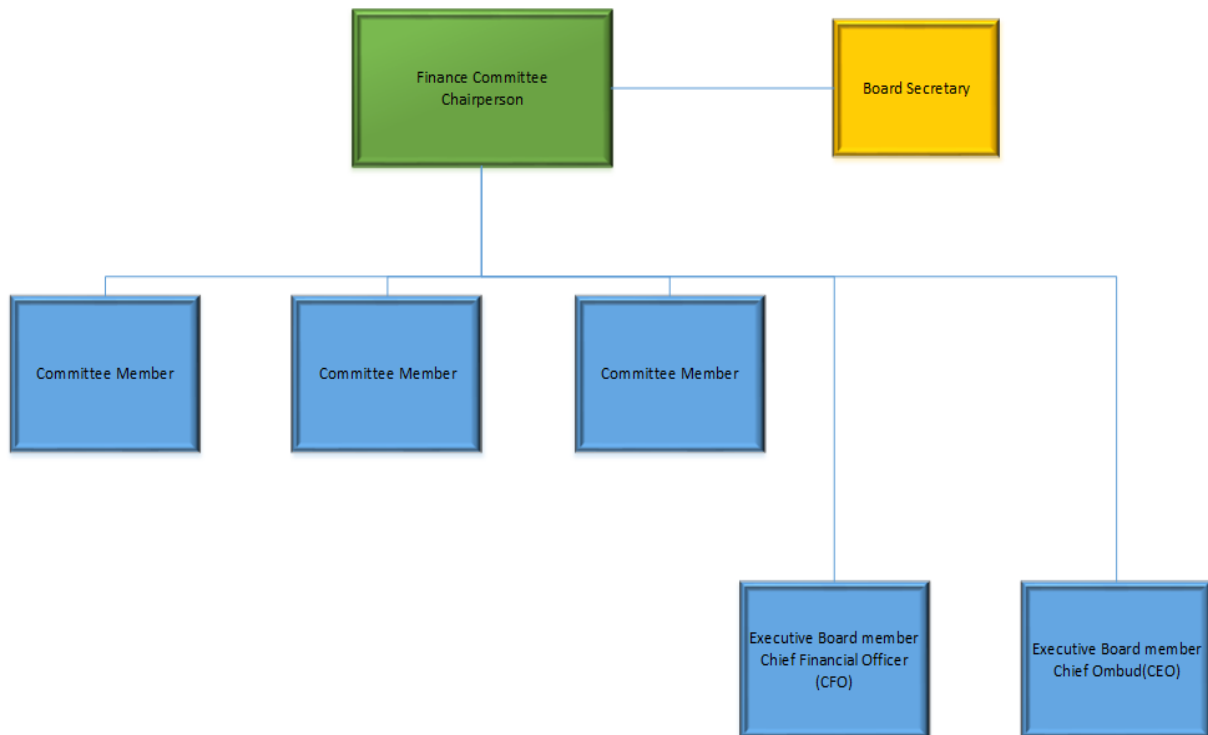 Finance Committee
Chairperson
Board Secretary
Committee Member
Committee Member
Committee Member
Executive Board member
Chief Financial Officer
(CFO)
Executive Board member
Chief Ombud(CEO)